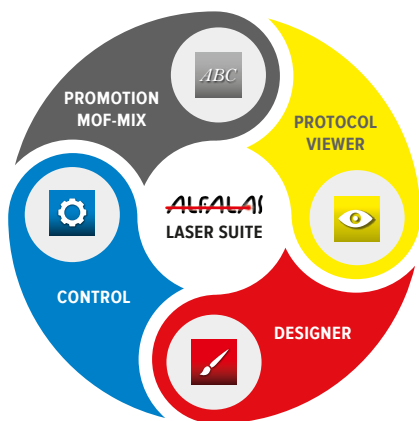 ABC
PROMOTION
MOF-MIX
PROTOCOL
VIEWER
ALFALAS
LASER SUITE
CONTROL
DESIGNER